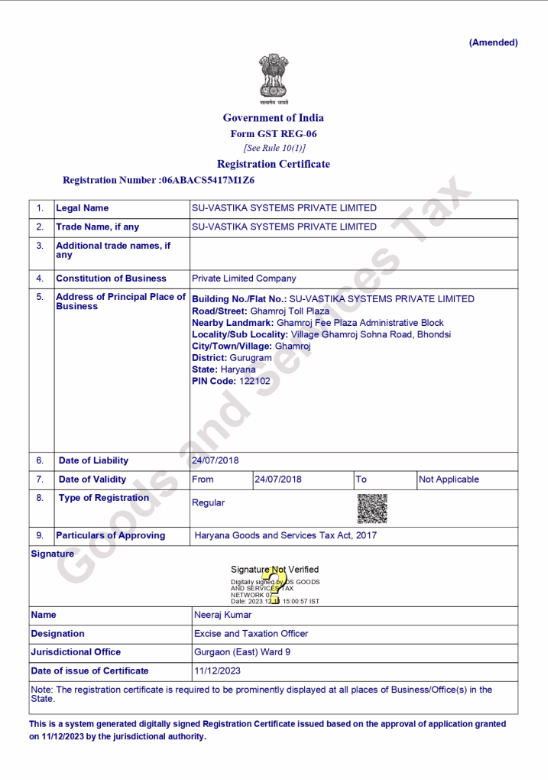 (Amended)
सत्यमेव जयते
Government of India
Form GST REG-06
[See Rule 10(1)]
Registration Certificate
Registration Number :06ABACS5417M1Z6
1. Legal Name SU-VASTIKA SYSTEMS PRIVATE LIMITED
2. Trade Name, if any SU-VASTIKA SYSTEMS PRIVATE LIMITED
3. Additional trade names, if
any
4. Constitution of Business Private Limited Company
5. Address of Principal Place of
Business
Building No./Flat No.: SU-VASTIKA SYSTEMS PRIVATE LIMITED
Road/Street: Ghamroj Toll Plaza
Nearby Landmark: Ghamroj Fee Plaza Administrative Block
Locality/Sub Locality: Village Ghamroj Sohna Road, Bhondsi
City/Town/Village: Ghamroj
District: Gurugram
State: Haryana
PIN Code: 122102
6. Date of Liability 24/07/2018
7. Date of Validity From 24/07/2018 To Not Applicable
8. Type of Registration Regular
9. Particulars of Approving Haryana Goods and Services Tax Act, 2017
Signature
Signature Not Verified
Digitally signed by DS GOODS
AND SERVICES TAX
NETWORK
Date: 2023.12. 15:00:57 IST
Name Neeraj Kumar
Designation Excise and Taxation Officer
Jurisdictional Office Gurgaon (East) Ward 9
Date of issue of Certificate 11/12/2023
Note: The registration certificate is required to be prominently displayed at all places of Business/Office(s) in the
State.
This is a system generated digitally signed Registration Certificate issued based on the approval of application granted
on 11/12/2023 by the jurisdictional authority.
Goods and Services Tax